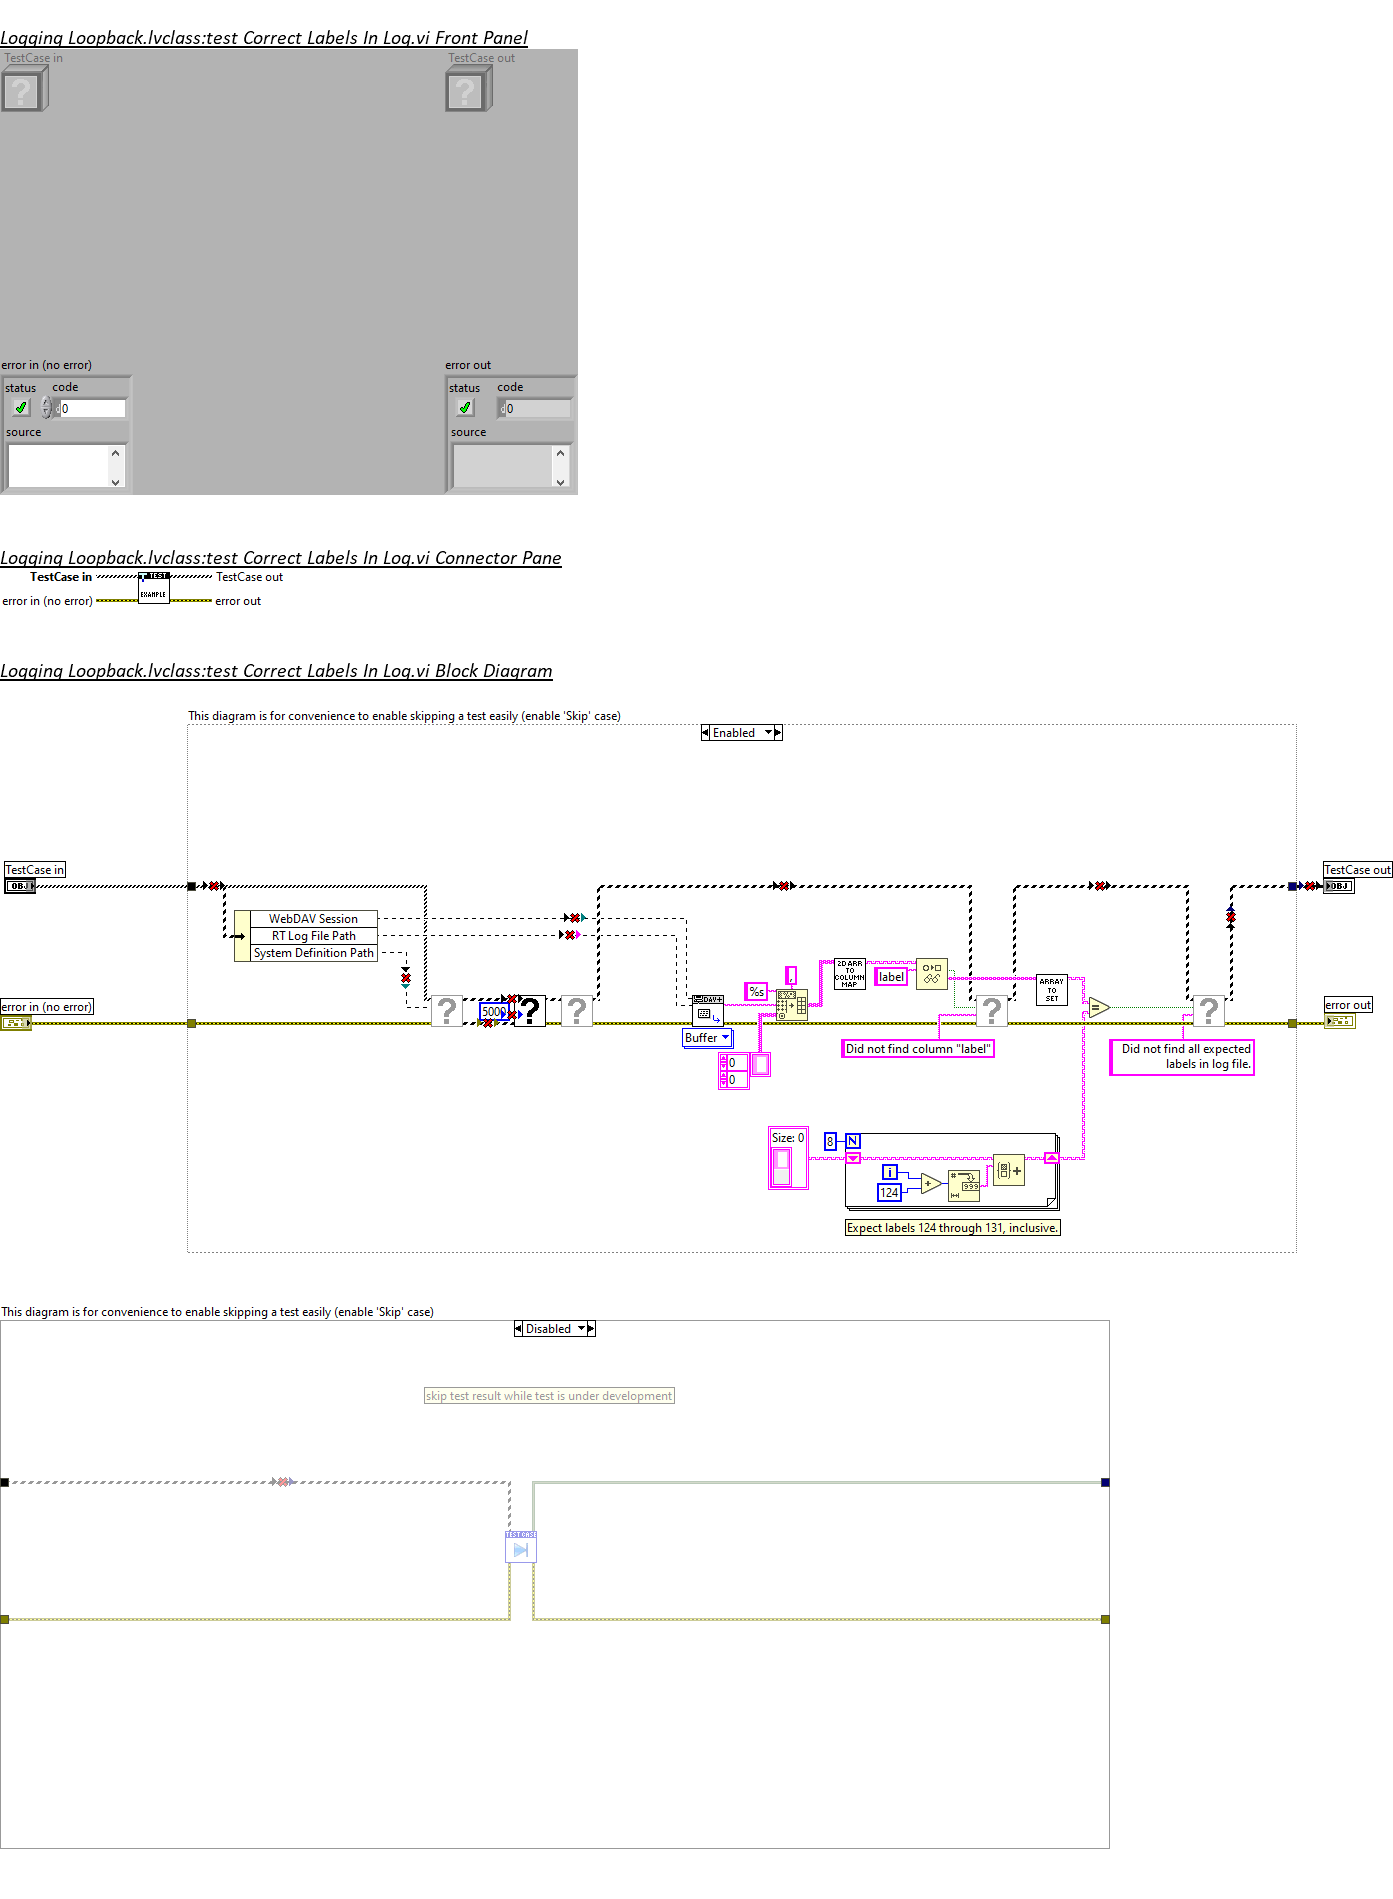 Logging Loopback.lvclass:test Correct Labels In Log.vi Front Panel
TestCase in
TestCase out
error in (no error)
error out
status
code
status
code
0
0
source
source
Logging Loopback.lvclass:test Correct Labels In Log.vi Connector Pane
TestCase in
TEST
TestCase out
EXAMPLE
error in (no error)
error out
Logging Loopback.lvclass:test Correct Labels In Log.vi Block Diagram
This diagram is for convenience to enable skipping a test easily (enable 'Skip' case)
Enabled
TestCase in
OBJ
TestCase out
OBJ
WebDAV Session
RT Log File Path
System Definition Path
error in (no error)
5000
DAV+
Buffer
0
0
%s
,
2D ARR
TO
COLUMN
MAP
label
ARRAY
TO
SET
=
error out
Did not find column "label"
Did not find all expected
labels in log file.
Size: 0
8
N
i
124
+
#
999
+
Expect labels 124 through 131, inclusive.
This diagram is for convenience to enable skipping a test easily (enable 'Skip' case)
Disabled
skip test result while test is under development
TEST CASE